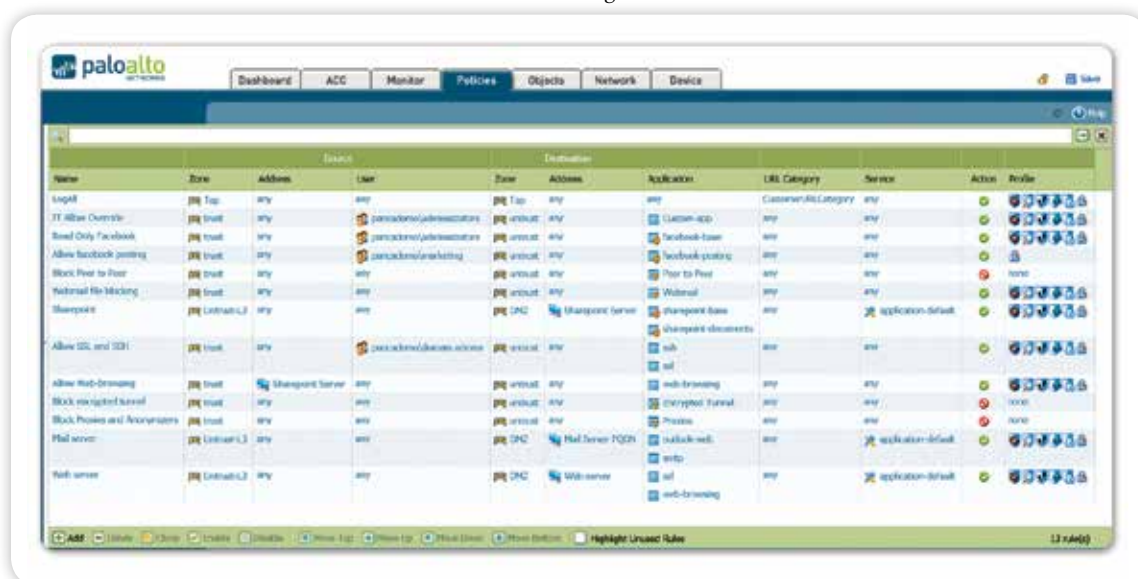 paloalto
NETWORKS
Dashboard ACC Monitor Policies Objects Network Device Save
Help
Source Destination
Name Zone Address User Zone Address Application URL Category Service Action Profile
LogAll Tap any any Tap any any any
IT Allow Override trust any untrust any Custom-app any any
Read Only Facebook trust any untrust any facebook-base any any
Allow facebook posting trust any untrust any facebook-posting any any
Block Peer to Peer trust any any untrust any Peer to Peer any any none
Webmail file blocking trust any any untrust any Webmail any any
Sharepoint any any DMZ Sharepoint Server sharepoint-base any application-default
sharepoint-documents
Allow SSL and SSH trust any untrust any ssh any any
ssl
Allow Web-browsing trust Sharepoint Server any untrust any web-browsing any any
Block encrypted tunnel trust any any untrust any Encrypted Tunnel any any none
Block Proxies and Anonymizers trust any any untrust any Proxies any any none
Mail server any any DMZ Mail Server FQDN outlook-web any application-default
smtp
Web server any any DMZ Web-server ssl any application-default
web-browsing
Add Delete Clone Enable Disable Move Top Move Up Move Down Move Bottom Highlight Unused Rules 13 rule(s)